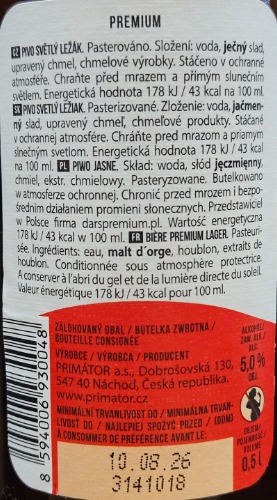 PREMIUM
CZ PIVO SVĚTLÝ LEŽÁK. Pasterováno. Složení: voda, ječný slad,
upravený chmel, chmelové výrobky. Stáčeno v ochranné
atmosféře. Chraňte před mrazem a přímým slunečním
světlem. Energetická hodnota 178 kJ / 43 kcal na 100 ml.
SK PIVO SVETLÝ LEŽIAK. Pasterizované. Zloženie: voda, jačmen-
ný slad, upravený chmeľ, chmeľové produkty. Stáčané
v ochrannej atmosfére. Chráňte pred mrazom a priamym
slnečným svetlom. Energetická hodnota 178 kJ / 43 kcal
na 100 ml. PL PIWO JASNE. Skład: woda, słód jęczmienny,
chmiel, ekstr. chmielowy. Pasteryzowane. Butelkowano
w atmosferze ochronnej. Chronić przed mrozem i bezpo-
średnim działaniem promieni słonecznych. Przedstawiciel
w Polsce firma darspremium.pl. Wartość energetyczna
178 kJ / 43 kcal w 100 ml. FR BIÈRE PREMIUM LAGER. Pasteuri-
sée. Ingrédients: eau, malt d´orge, houblon, extraits de
houblon. Conditionnée sous atmosphère protectrice.
A conserver à l'abri du gel et de la lumière directe du soleil.
Valeur énergétique 178 kJ / 43 kcal pour 100 ml.
ZÁLOHOVANÝ OBAL / BUTELKA ZWROTNA /
BOUTEILLE CONSIGNÉE
VÝROBCE / VÝROBCA / PRODUCENT
PRIMÁTOR a.s., Dobrošovská 130,
547 40 Náchod, Česká republika.
www.primator.cz
MINIMÁLNÍ TRVANLIVOST DO / MINIMÁLNA TRVAN-
LIVOST DO / NAJLEPIEJ SPOŻYĆ PRZED / (DDM)
À CONSOMMER DE PRÉFÉRENCE AVANT LE:
10.08.26
3141018
ALKOHOL/
ALC.
5,0 %
OBJ.
OBJEM/
POJEMNOŚĆ/
VOLUME
0,5 l
8 594006 930048